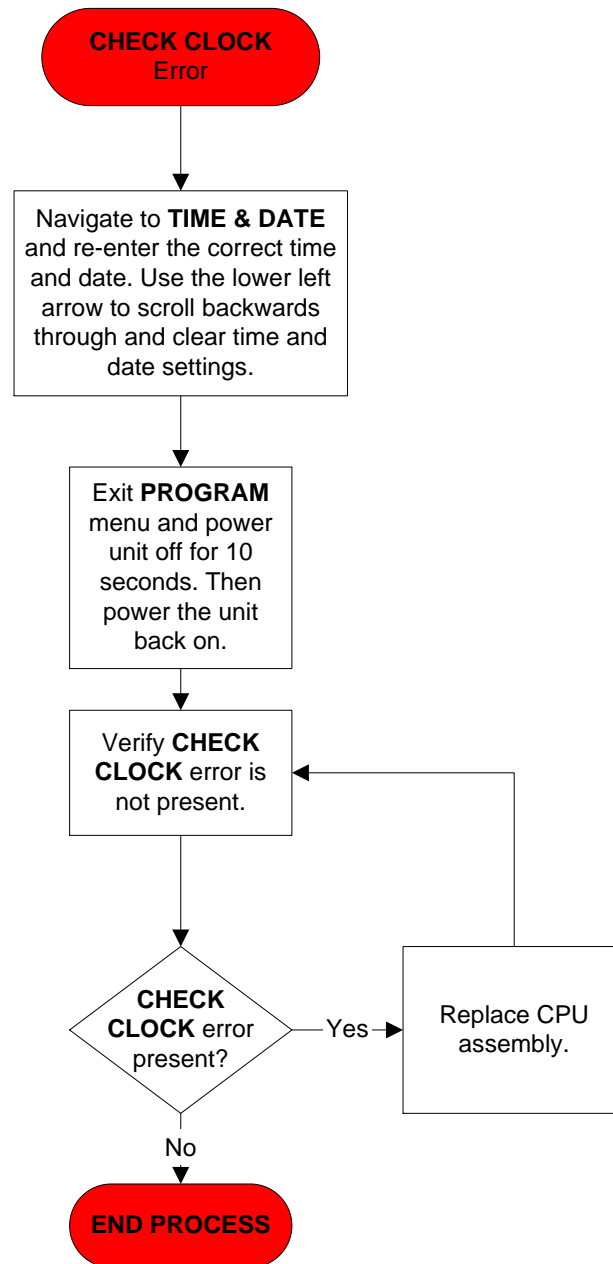 CHECK CLOCK
Error
Navigate to TIME & DATE
and re-enter the correct time
and date. Use the lower left
arrow to scroll backwards
through and clear time and
date settings.
Exit PROGRAM
menu and power
unit off for 10
seconds. Then
power the unit
back on.
Verify CHECK
CLOCK error is
not present.
CHECK
CLOCK error
present?
Yes
Replace CPU
assembly.
No
END PROCESS